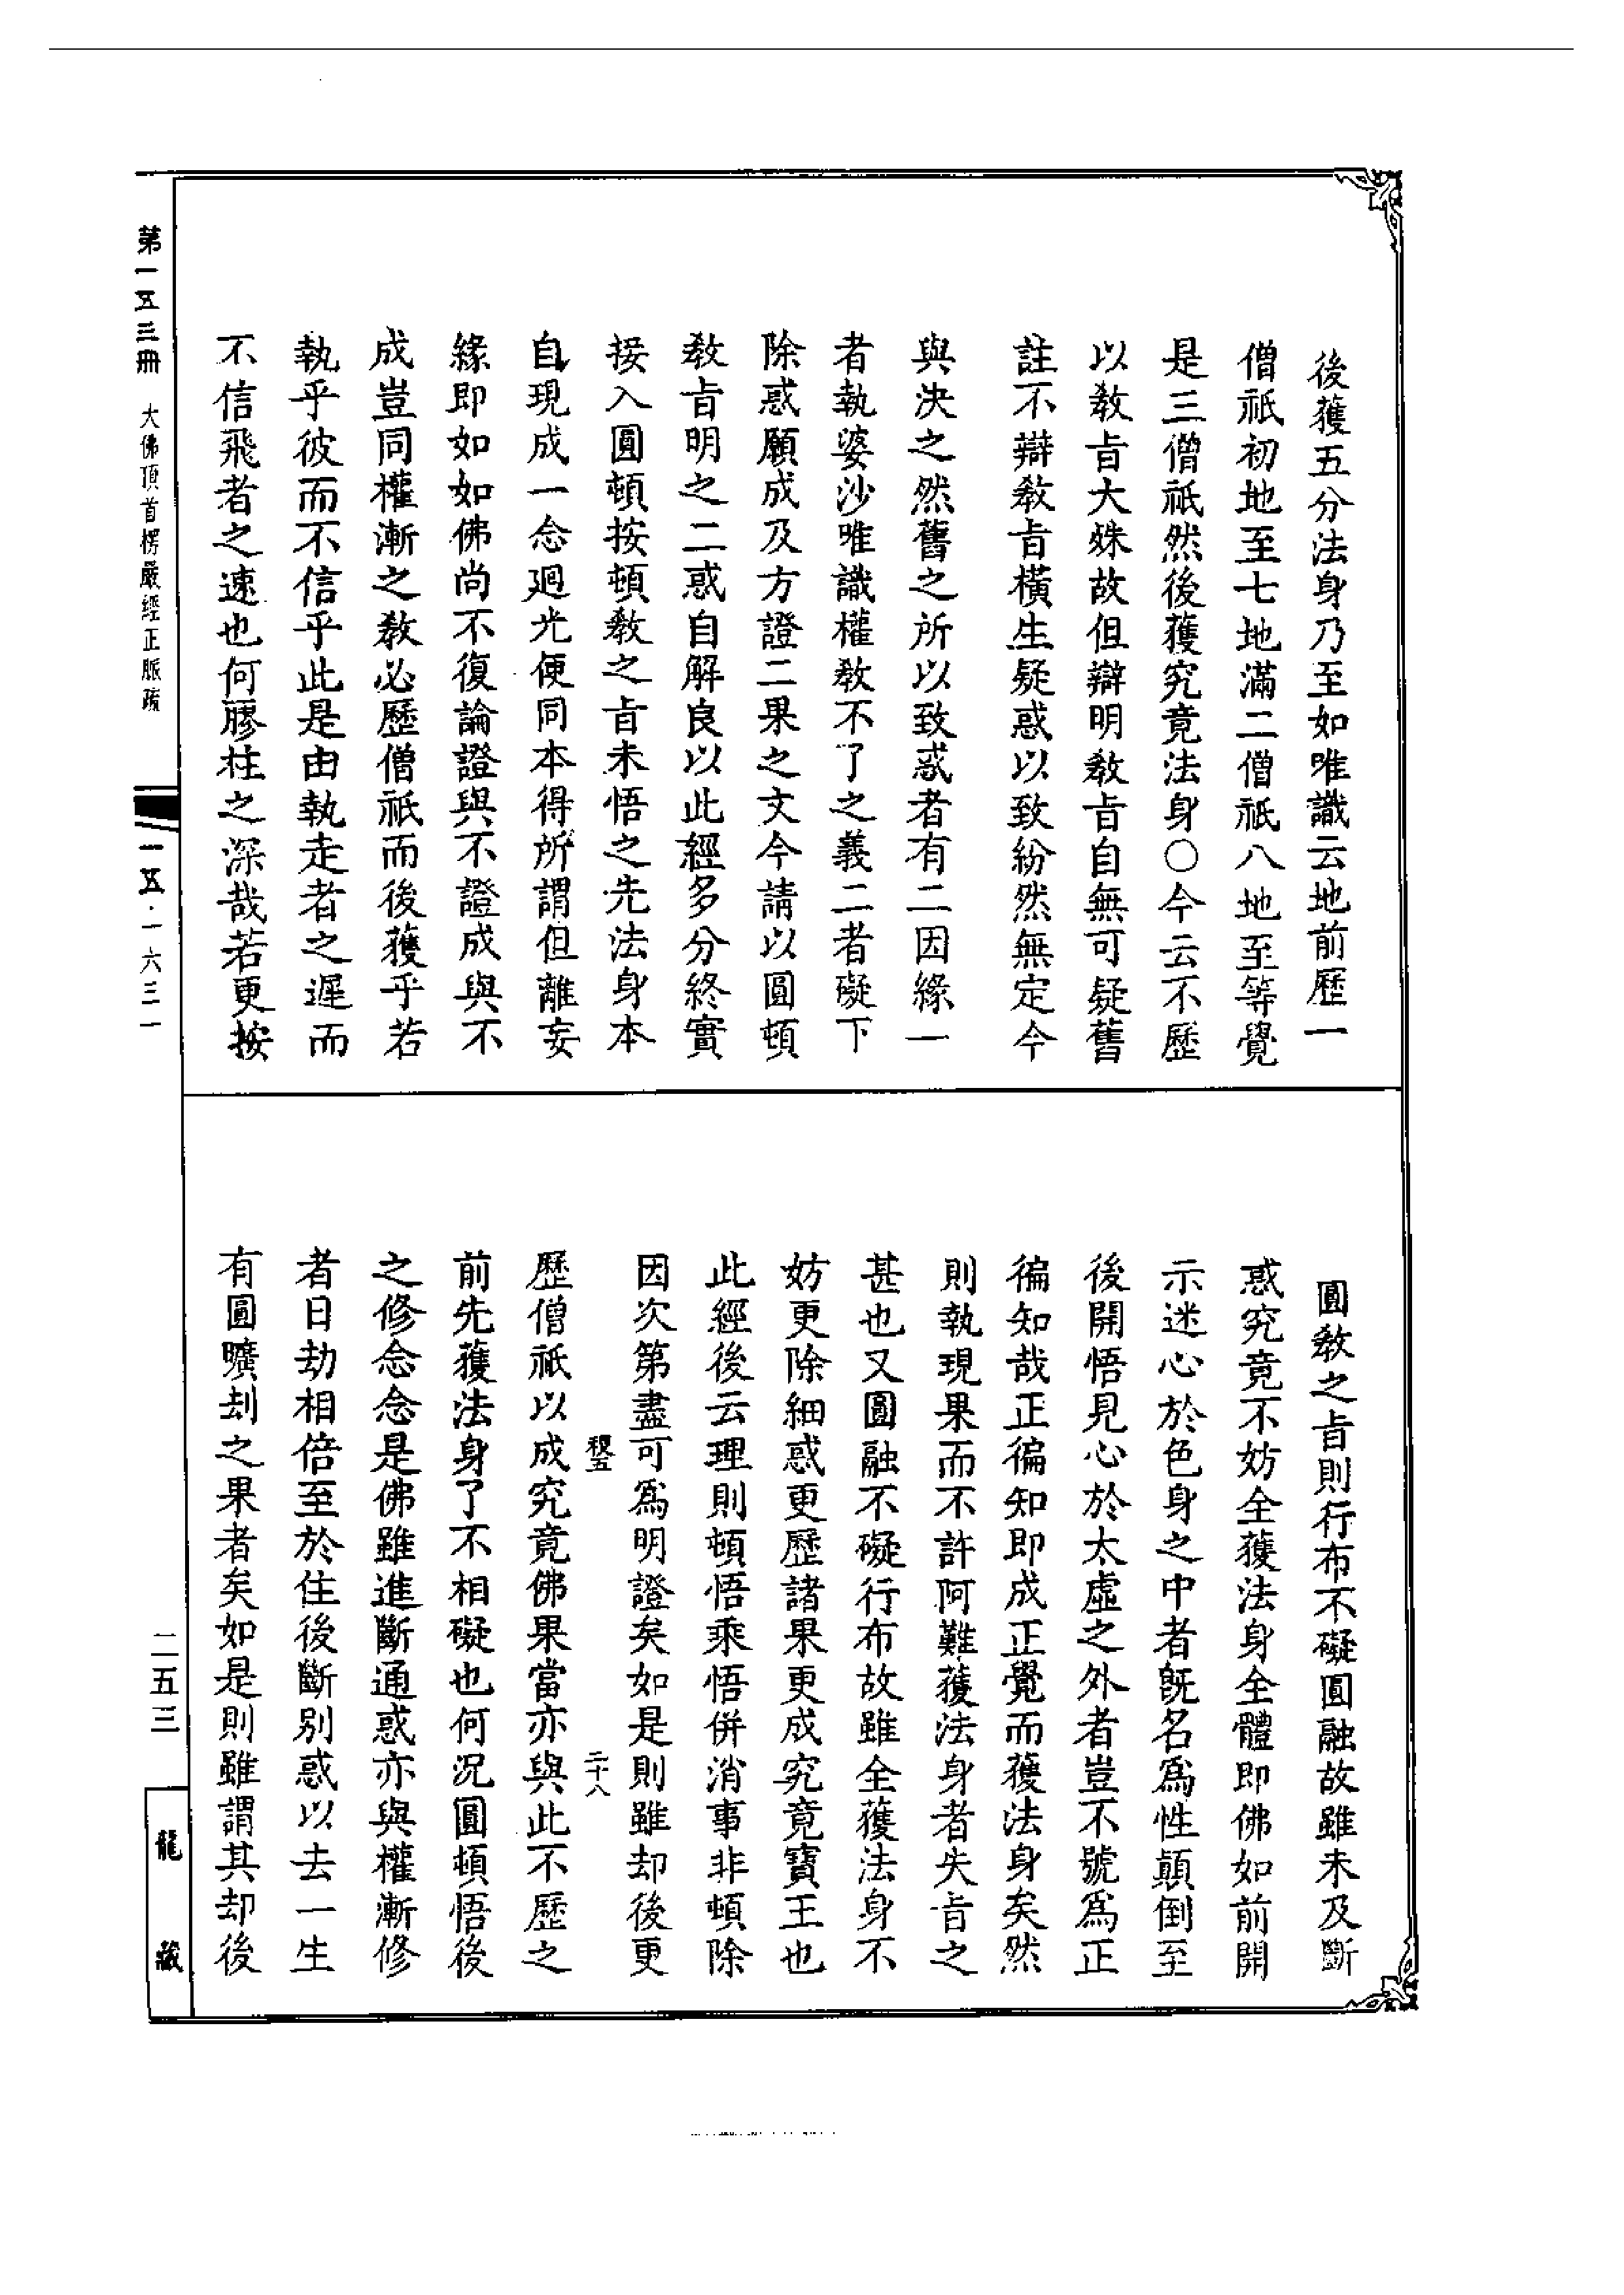 後獲五分法身乃至如唯識云地前歷一
僧祇初地至七地滿二僧祇八地至等覺
是三僧祇然後獲究竟法身○今云不歷
以教㫖大殊故但辯明教㫖自無可疑舊
註不辯教㫖橫生疑惑以致紛然無定今
與決之然舊之所以致惑者有二因緣一
者執婆沙唯識權教不了之義二者礙下
除惑願成及方證二果之文今請以圓頓
教㫖明之二惑自解良以此經多分終實
接入圓頓按頓教之㫖未悟之先法身本
自現成一念廻光便同本得所謂但離妄
緣即如如佛尚不復論證與不證成與不
成豈同權漸之教必歷僧祇而後獲乎若
執乎彼而不信乎此是由執走者之遲而
不信飛者之速也何膠柱之深哉若更按
圓教之㫖則行布不礙圓融故雖未及斷
惑究竟不妨全獲法身全體即佛如前開
示迷心於色身之中者旣名為性顛倒至
後開悟見心於太虛之外者豈不號為正
徧知哉正徧知即成正覺而獲法身矣然
則執現果而不許阿難獲法身者失㫖之
甚也又圓融不礙行布故雖全獲法身不
妨更除細惑更歷諸果更成究竟寶王也
此經後云理則頓悟乘悟併消事非頓除
因次第盡可為明證矣如是則雖却後更
稷五 二十八
歷僧祇以成究竟佛果當亦與此不歷之
前先獲法身了不相礙也何況圓頓悟後
之修念念是佛雖進斷通惑亦與權漸修
者日劫相倍至於住後斷别惑以去一生
有圓曠刦之果者矣如是則雖謂其却後
第一五三冊 大佛頂首楞嚴經正脈疏
一五·一六三一
二五三
龍藏